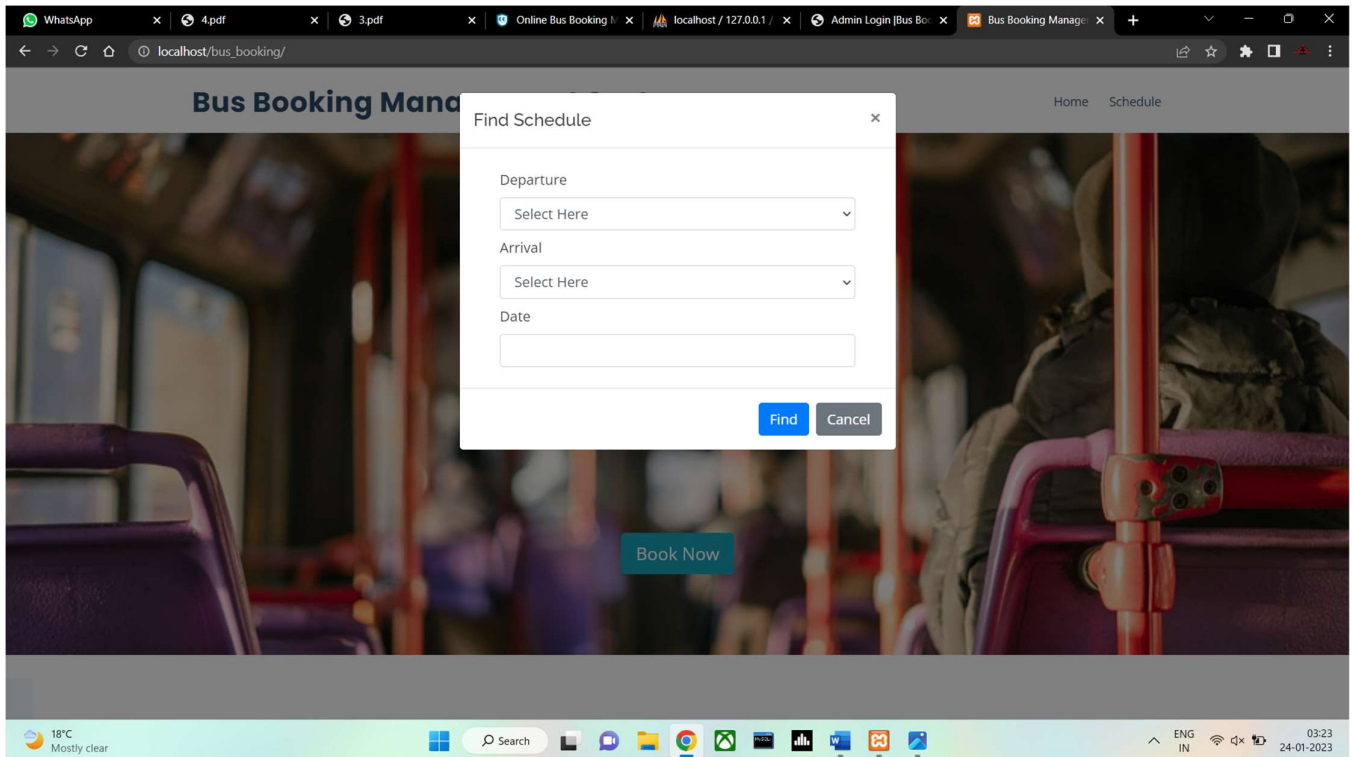 WhatsApp
4.pdf
3.pdf
Online Bus Booking M
localhost / 127.0.0.1 /
Admin Login |Bus Boo
Bus Booking Manager
localhost/bus_booking/
Bus Booking Mana
Home Schedule
Find Schedule ×
Departure
Select Here
Arrival
Select Here
Date
Find Cancel
Book Now
18°C
Mostly clear
Search
ENG
IN
03:23
24-01-2023